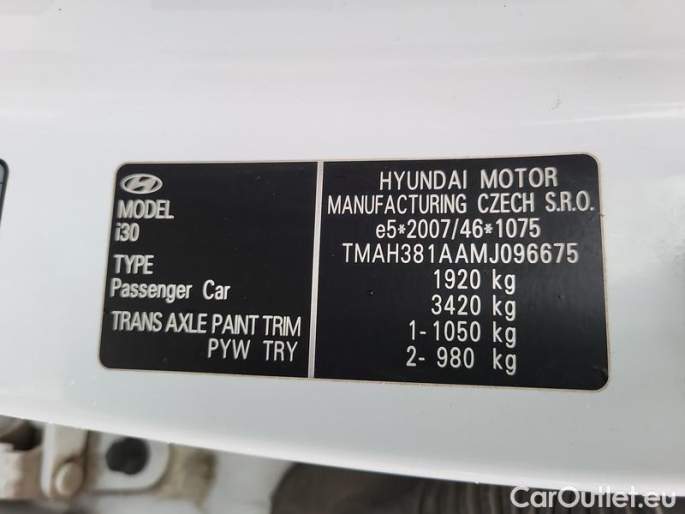 MODEL
i30
TYPE
Passenger Car
TRANS AXLE PAINT TRIM
PYW TRY
HYUNDAI MOTOR
MANUFACTURING CZECH S.R.O.
e5*2007/46*1075
TMAH381AAMJ096675
1920 kg
3420 kg
1- 1050 kg
2- 980 kg
CarOutlet.eu